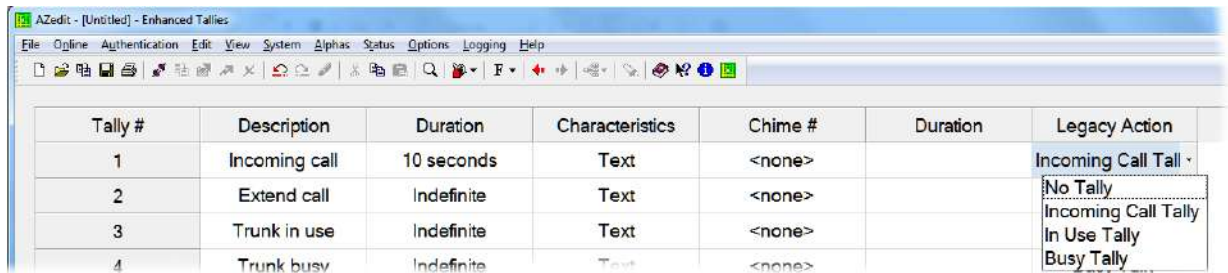 AZedit - [Untitled] - Enhanced Tallies
File Online Authentication Edit View System Alphas Status Options Logging Help
F
Tally # Description Duration Characteristics Chime # Duration Legacy Action
1 Incoming call 10 seconds Text <none> Incoming Call Tall
2 Extend call Indefinite Text <none> No Tally
Incoming Call Tally
3 Trunk in use Indefinite Text <none> In Use Tally
4 Trunk busy Indefinite Text <none> Busy Tally